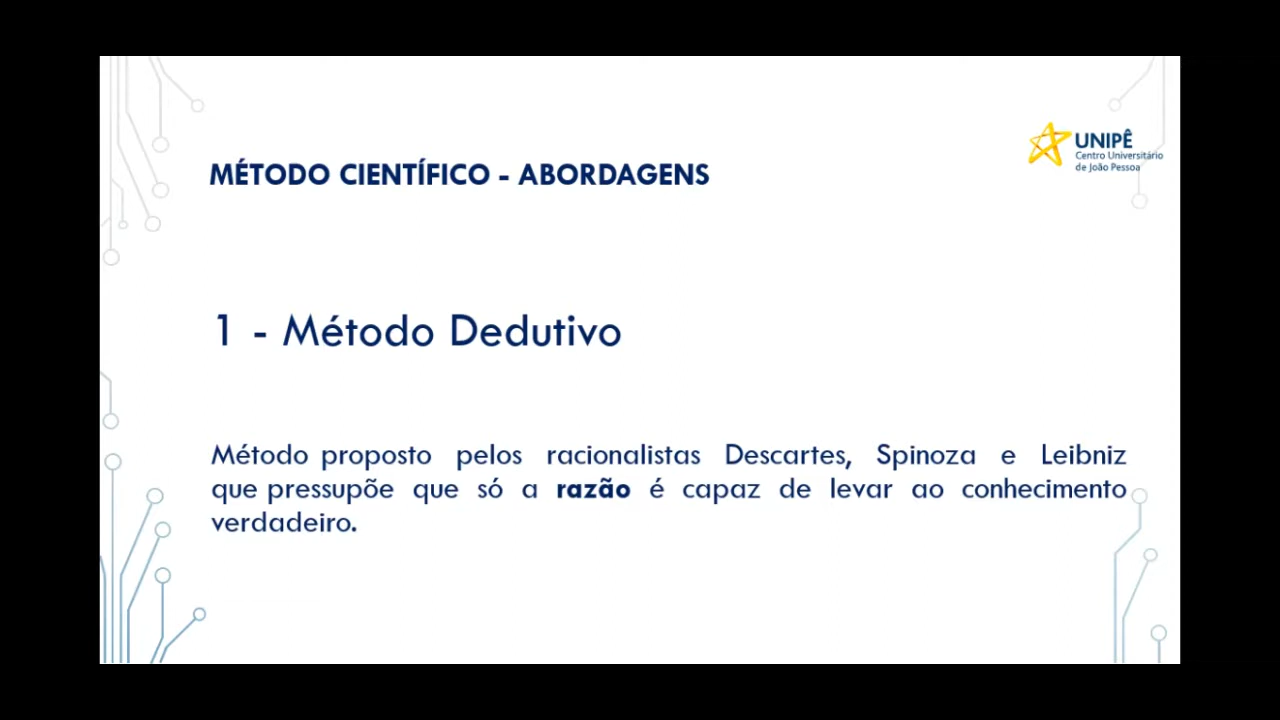 UNIPÊ
Centro Universitário
de João Pessoa
MÉTODO CIENTÍFICO - ABORDAGENS
1 - Método Dedutivo
Método proposto pelos racionalistas Descartes, Spinoza e Leibniz
que pressupõe que só a razão é capaz de levar ao conhecimento
verdadeiro.